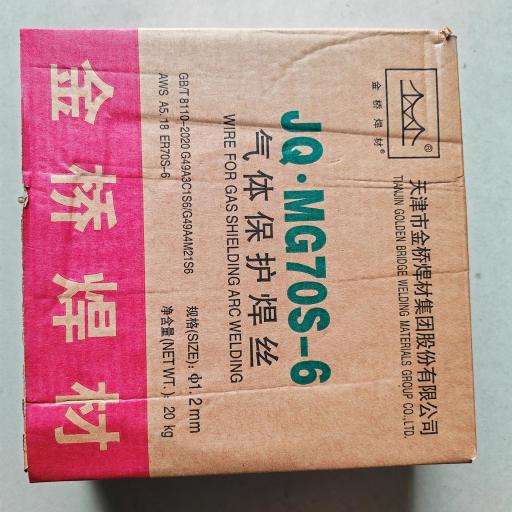 金桥焊材®
天津市金桥焊材集团股份有限公司
TIANJIN GOLDEN BRIDGE WELDING MATERIALS GROUP CO.,LTD.
JQ·MG70S-6
气体保护焊丝
WIRE FOR GAS SHIELDING ARC WELDING
GB/T 8110-2020 G49A3C1S6/G49A4M21S6
AWS A5.18 ER70S-6
规格(SIZE): ф1.2mm
净含量(NET WT.): 20 kg
金桥焊材